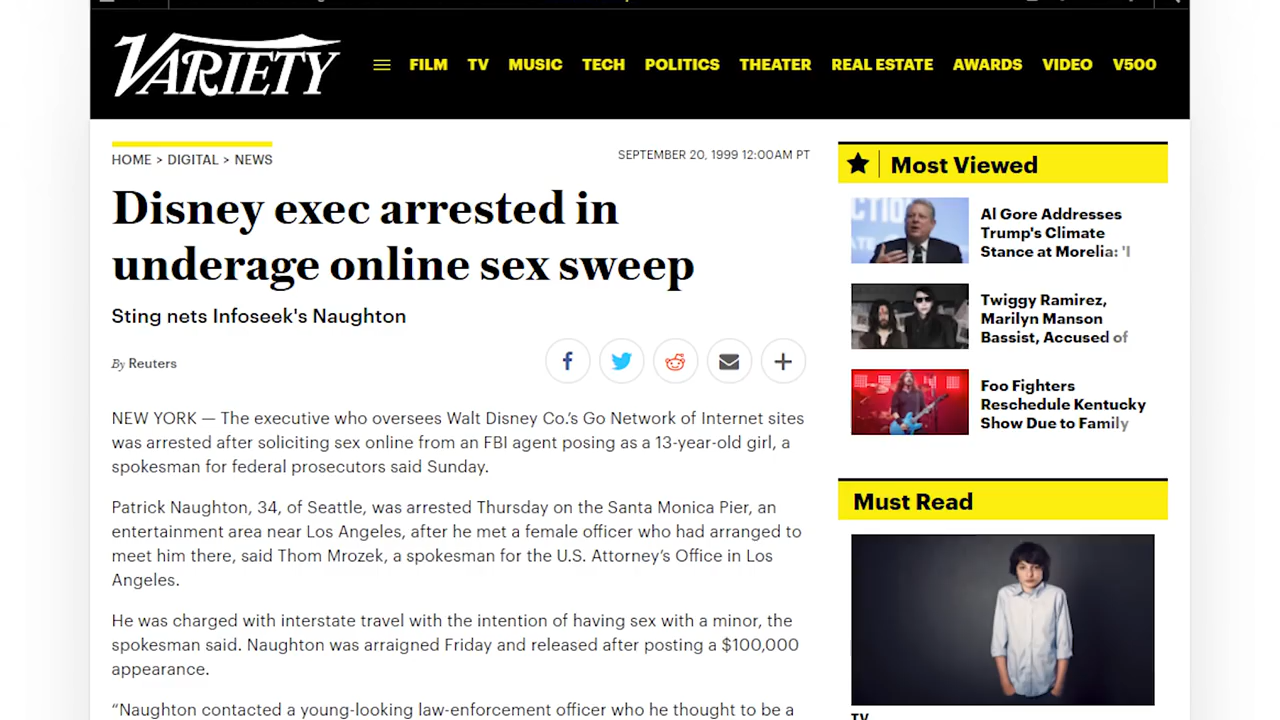 VARIETY
FILM TV MUSIC TECH POLITICS THEATER REAL ESTATE AWARDS VIDEO V500
HOME > DIGITAL > NEWS
SEPTEMBER 20, 1999 12:00AM PT
Disney exec arrested in
underage online sex sweep
Sting nets Infoseek's Naughton
By Reuters
NEW YORK — The executive who oversees Walt Disney Co.'s Go Network of Internet sites
was arrested after soliciting sex online from an FBI agent posing as a 13-year-old girl, a
spokesman for federal prosecutors said Sunday.
Patrick Naughton, 34, of Seattle, was arrested Thursday on the Santa Monica Pier, an
entertainment area near Los Angeles, after he met a female officer who had arranged to
meet him there, said Thom Mrozek, a spokesman for the U.S. Attorney's Office in Los
Angeles.
He was charged with interstate travel with the intention of having sex with a minor, the
spokesman said. Naughton was arraigned Friday and released after posting a $100,000
appearance.
“Naughton contacted a young-looking law-enforcement officer who he thought to be a
Most Viewed
Al Gore Addresses
Trump's Climate
Stance at Morelia: 'I
Twiggy Ramirez,
Marilyn Manson
Bassist, Accused of
Foo Fighters
Reschedule Kentucky
Show Due to Family
Must Read
TV